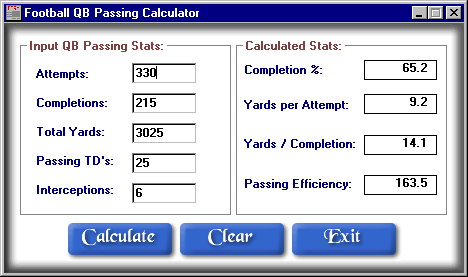 Football QB Passing Calculator
Input QB Passing Stats:
Attempts: 330
Completions: 215
Total Yards: 3025
Passing TD's: 25
Interceptions: 6
Calculated Stats:
Completion %: 65.2
Yards per Attempt: 9.2
Yards / Completion: 14.1
Passing Efficiency: 163.5
Calculate Clear Exit